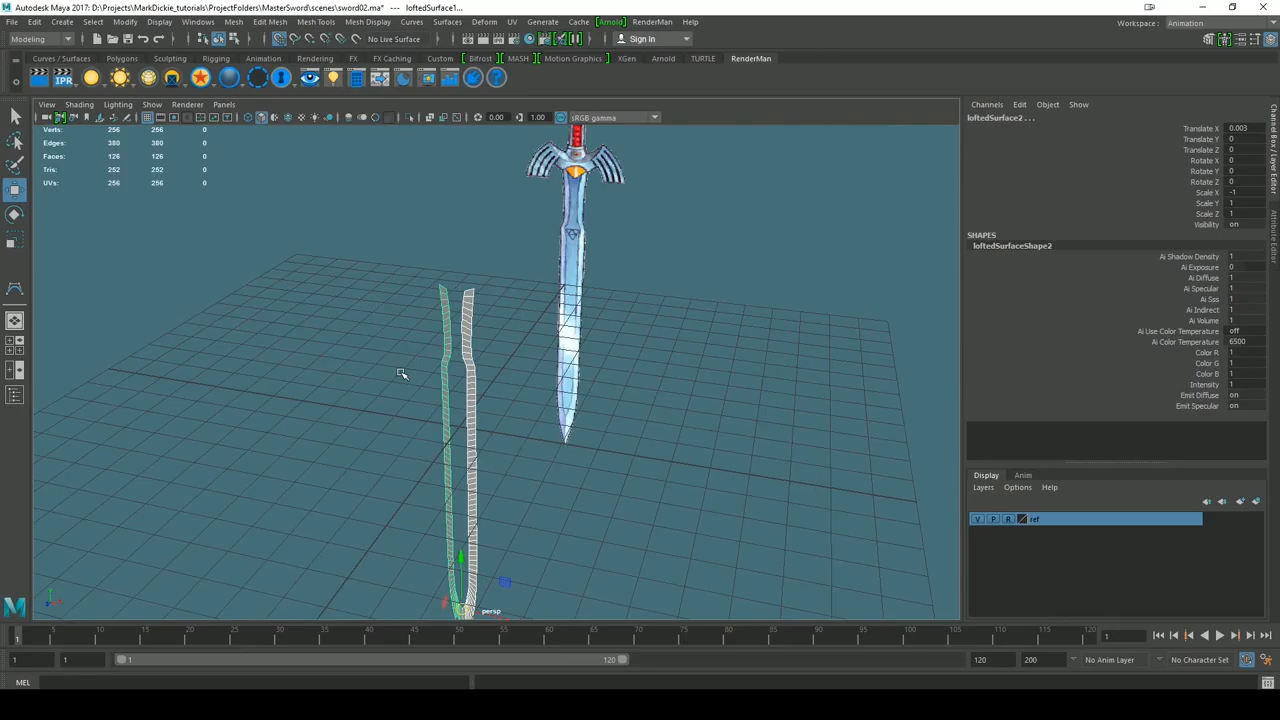 Autodesk Maya 2017: D:\Projects\MarkDickie_tutorials\ProjectFolders\MasterSword\scenes\sword02.ma* --- loftedSurface1...
File Edit Create Select Modify Display Windows Mesh Edit Mesh Mesh Tools Mesh Display Curves Surfaces Deform UV Generate Cache [Arnold] RenderMan Help
Workspace : Animation
Modeling No Live Surface Sign In
Curves / Surfaces Polygons Sculpting Rigging Animation Rendering FX FX Caching Custom Bifrost MASH Motion Graphics XGen Arnold TURTLE RenderMan
IPR
View Shading Lighting Show Renderer Panels
0.00 1.00 sRGB gamma
Verts: 256 256 0
Edges: 380 380 0
Faces: 126 126 0
Tris: 252 252 0
UVs: 256 256 0
persp
Channels Edit Object Show
loftedSurface2 . . .
Translate X 0.003
Translate Y 0
Translate Z 0
Rotate X 0
Rotate Y 0
Rotate Z 0
Scale X -1
Scale Y 1
Scale Z 1
Visibility on
SHAPES
loftedSurfaceShape2
Ai Shadow Density 1
Ai Exposure 0
Ai Diffuse 1
Ai Specular 1
Ai Sss 1
Ai Indirect 1
Ai Volume 1
Ai Use Color Temperature off
Ai Color Temperature 6500
Color R 1
Color G 1
Color B 1
Intensity 1
Emit Diffuse on
Emit Specular on
Display Anim
Layers Options Help
V P R ref
Channel Box / Layer Editor
Attribute Editor
1 5 10 15 20 25 30 35 40 45 50 55 60 65 70 75 80 85 90 95 100 105 110 115 120 1
1 1 1 120 120 200 No Anim Layer No Character Set
MEL